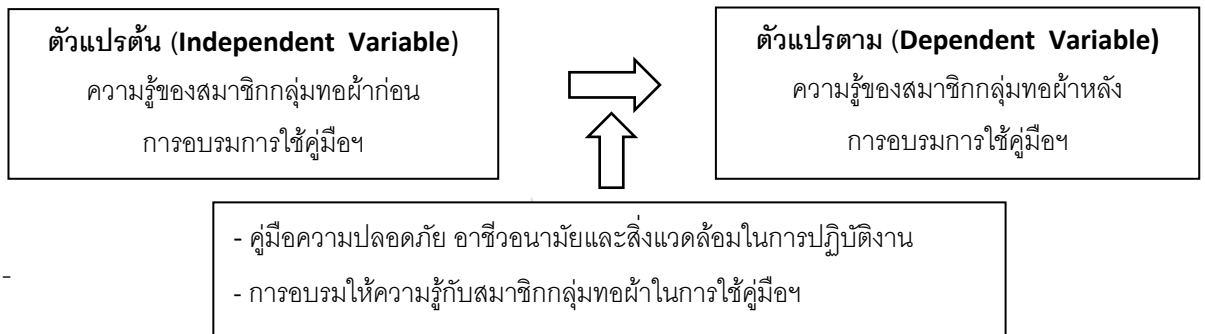 ตัวแปรต้น (Independent Variable)
ความรู้ของสมาชิกกลุ่มทอผ้าก่อน
การอบรมการใช้คู่มือฯ
ตัวแปรตาม (Dependent Variable)
ความรู้ของสมาชิกกลุ่มทอผ้าหลัง
การอบรมการใช้คู่มือฯ
- คู่มือความปลอดภัย อาชีวอนามัยและสิ่งแวดล้อมในการปฏิบัติงาน
-
- การอบรมให้ความรู้กับสมาชิกกลุ่มทอผ้าในการใช้คู่มือฯ